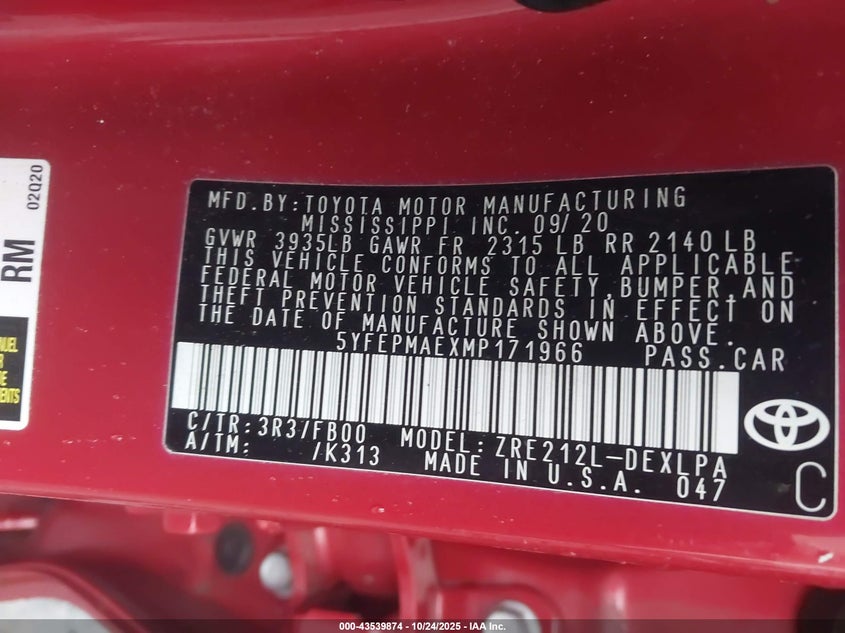 02Q20
RM
MFD.BY:TOYOTA MOTOR MANUFACTURING
MISSISSIPPI INC. 09/20
GVWR 3935LB GAWR FR 2315 LB RR 2140 LB
THIS VEHICLE CONFORMS TO ALL APPLICABLE
FEDERAL MOTOR VEHICLE SAFETY,BUMPER,AND
THEFT PREVENTION STANDARDS IN EFFECT ON
THE DATE OF MANUFACTURE SHOWN ABOVE.
5YFEPMAEXMP171966 PASS.CAR
C/TR:3R3/FB00 MODEL:ZRE212L-DEXLPA
A/TM: /K313 MADE IN U.S.A. 047
C
000-43539874 - 10/24/2025 - IAA Inc.